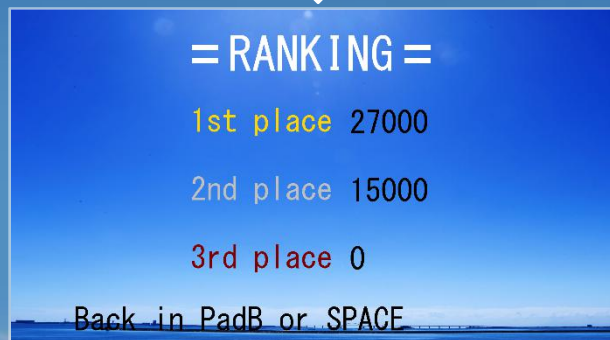 =RANKING=
1st place 27000
2nd place 15000
3rd place 0
Back in PadB or SPACE